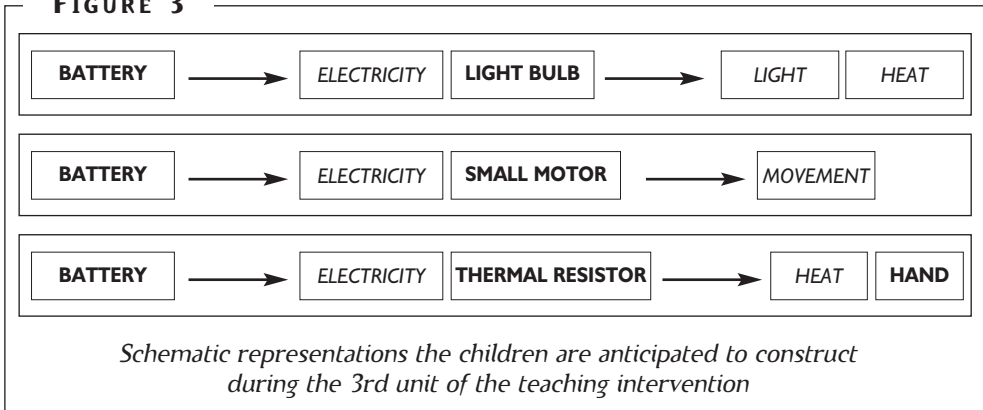 FIGURE 3
BATTERY ELECTRICITY LIGHT BULB LIGHT HEAT
BATTERY ELECTRICITY SMALL MOTOR MOVEMENT
BATTERY ELECTRICITY THERMAL RESISTOR HEAT HAND
Schematic representations the children are anticipated to construct
during the 3rd unit of the teaching intervention